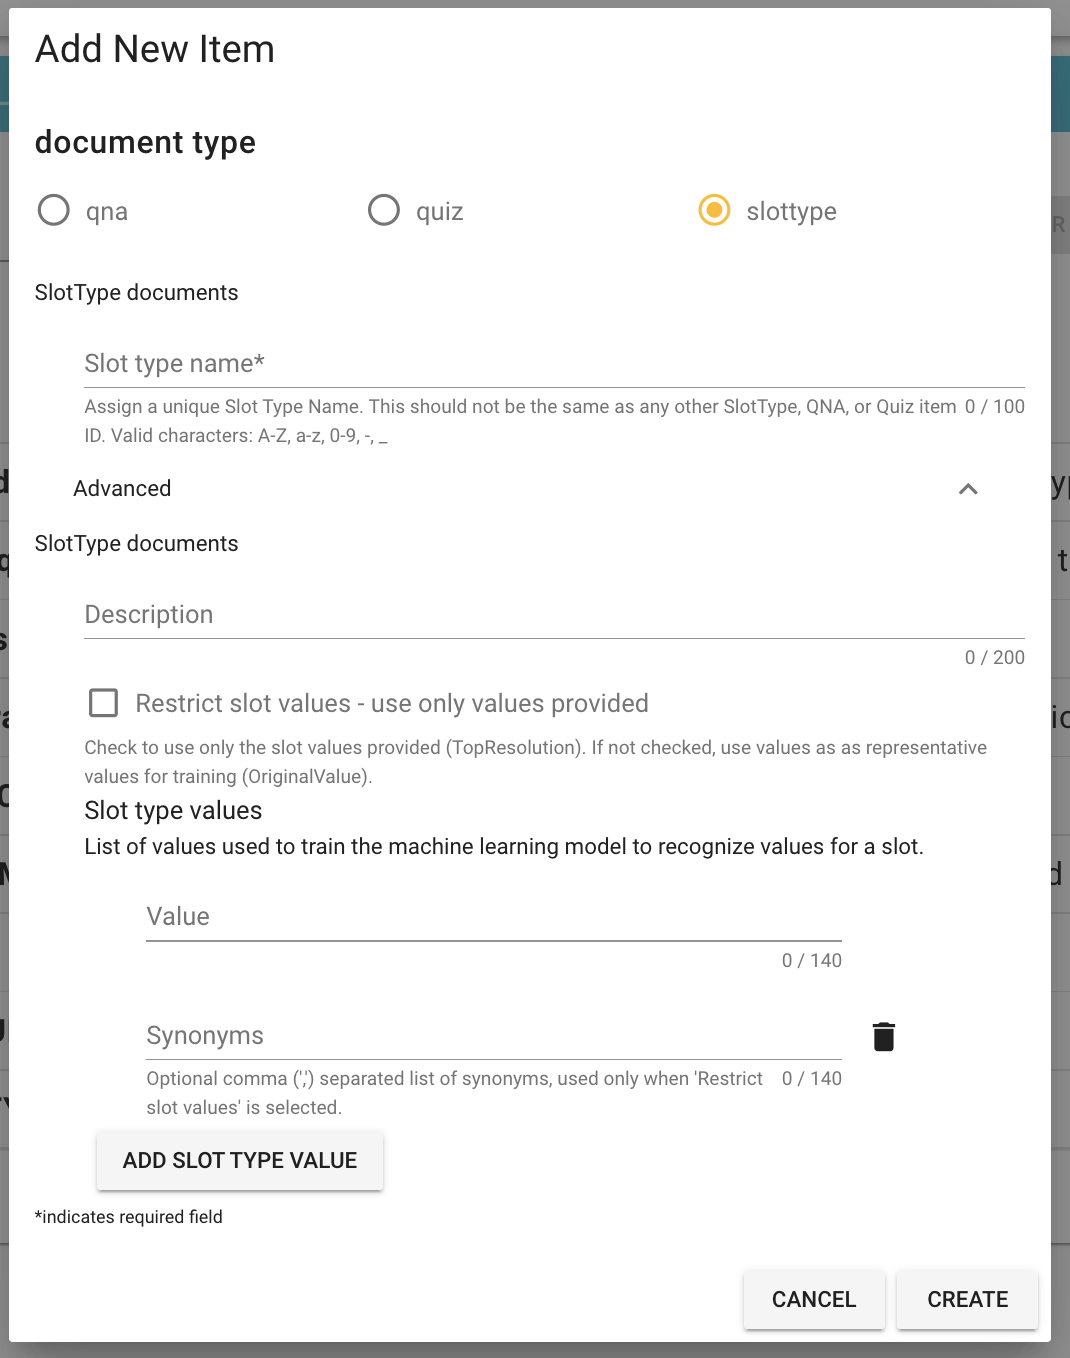 Add New Item
document type
qna
quiz
slottype
SlotType documents
Slot type name*
Assign a unique Slot Type Name. This should not be the same as any other SlotType, QNA, or Quiz item 0 / 100
ID. Valid characters: A-Z, a-z, 0-9, -, _
Advanced
SlotType documents
Description
0 / 200
Restrict slot values - use only values provided
Check to use only the slot values provided (TopResolution). If not checked, use values as as representative
values for training (OriginalValue).
Slot type values
List of values used to train the machine learning model to recognize values for a slot.
Value
0 / 140
Synonyms
Optional comma (',') separated list of synonyms, used only when 'Restrict 0 / 140
slot values' is selected.
ADD SLOT TYPE VALUE
*indicates required field
CANCEL
CREATE